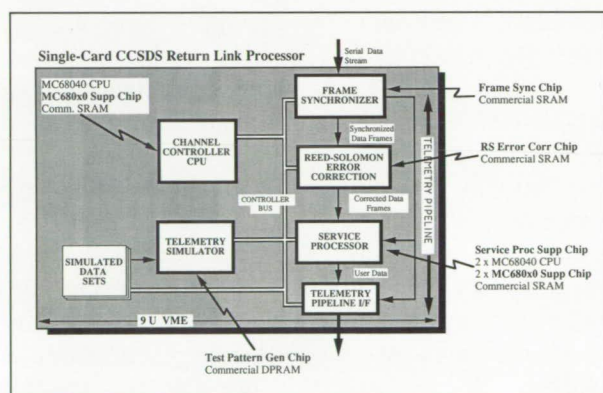 Single-Card CCSDS Return Link Processor
Serial Data
Stream
MC68040 CPU
MC680x0 Supp Chip
Comm. SRAM
FRAME
SYNCHRONIZER
Frame Sync Chip
Commercial SRAM
CHANNEL
CONTROLLER
CPU
Synchronized
Data Frames
REED-SOLOMON
ERROR
CORRECTION
RS Error Corr Chip
Commercial SRAM
TELEMETRY PIPELINE
CONTROLLER
BUS
Corrected Data
Frames
SIMULATED
DATA
SETS
TELEMETRY
SIMULATOR
SERVICE
PROCESSOR
Service Proc Supp Chip
2 x MC68040 CPU
2 x MC680x0 Supp Chip
Commercial SRAM
User Data
TELEMETRY
PIPELINE I/F
9 U VME
Test Pattern Gen Chip
Commercial DPRAM